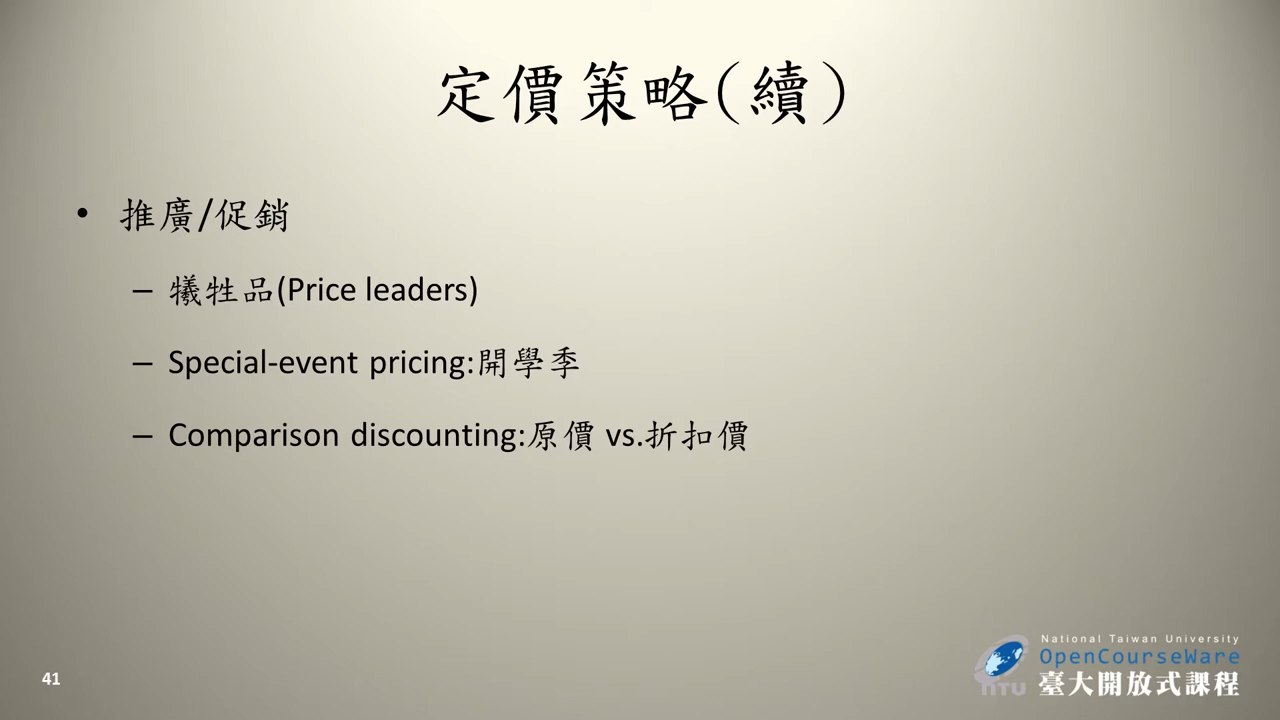 定價策略(續)
• 推廣/促銷
– 犧牲品(Price leaders)
– Special-event pricing:開學季
– Comparison discounting:原價 vs.折扣價
41
National Taiwan University
OpenCourseWare
NTU
臺大開放式課程